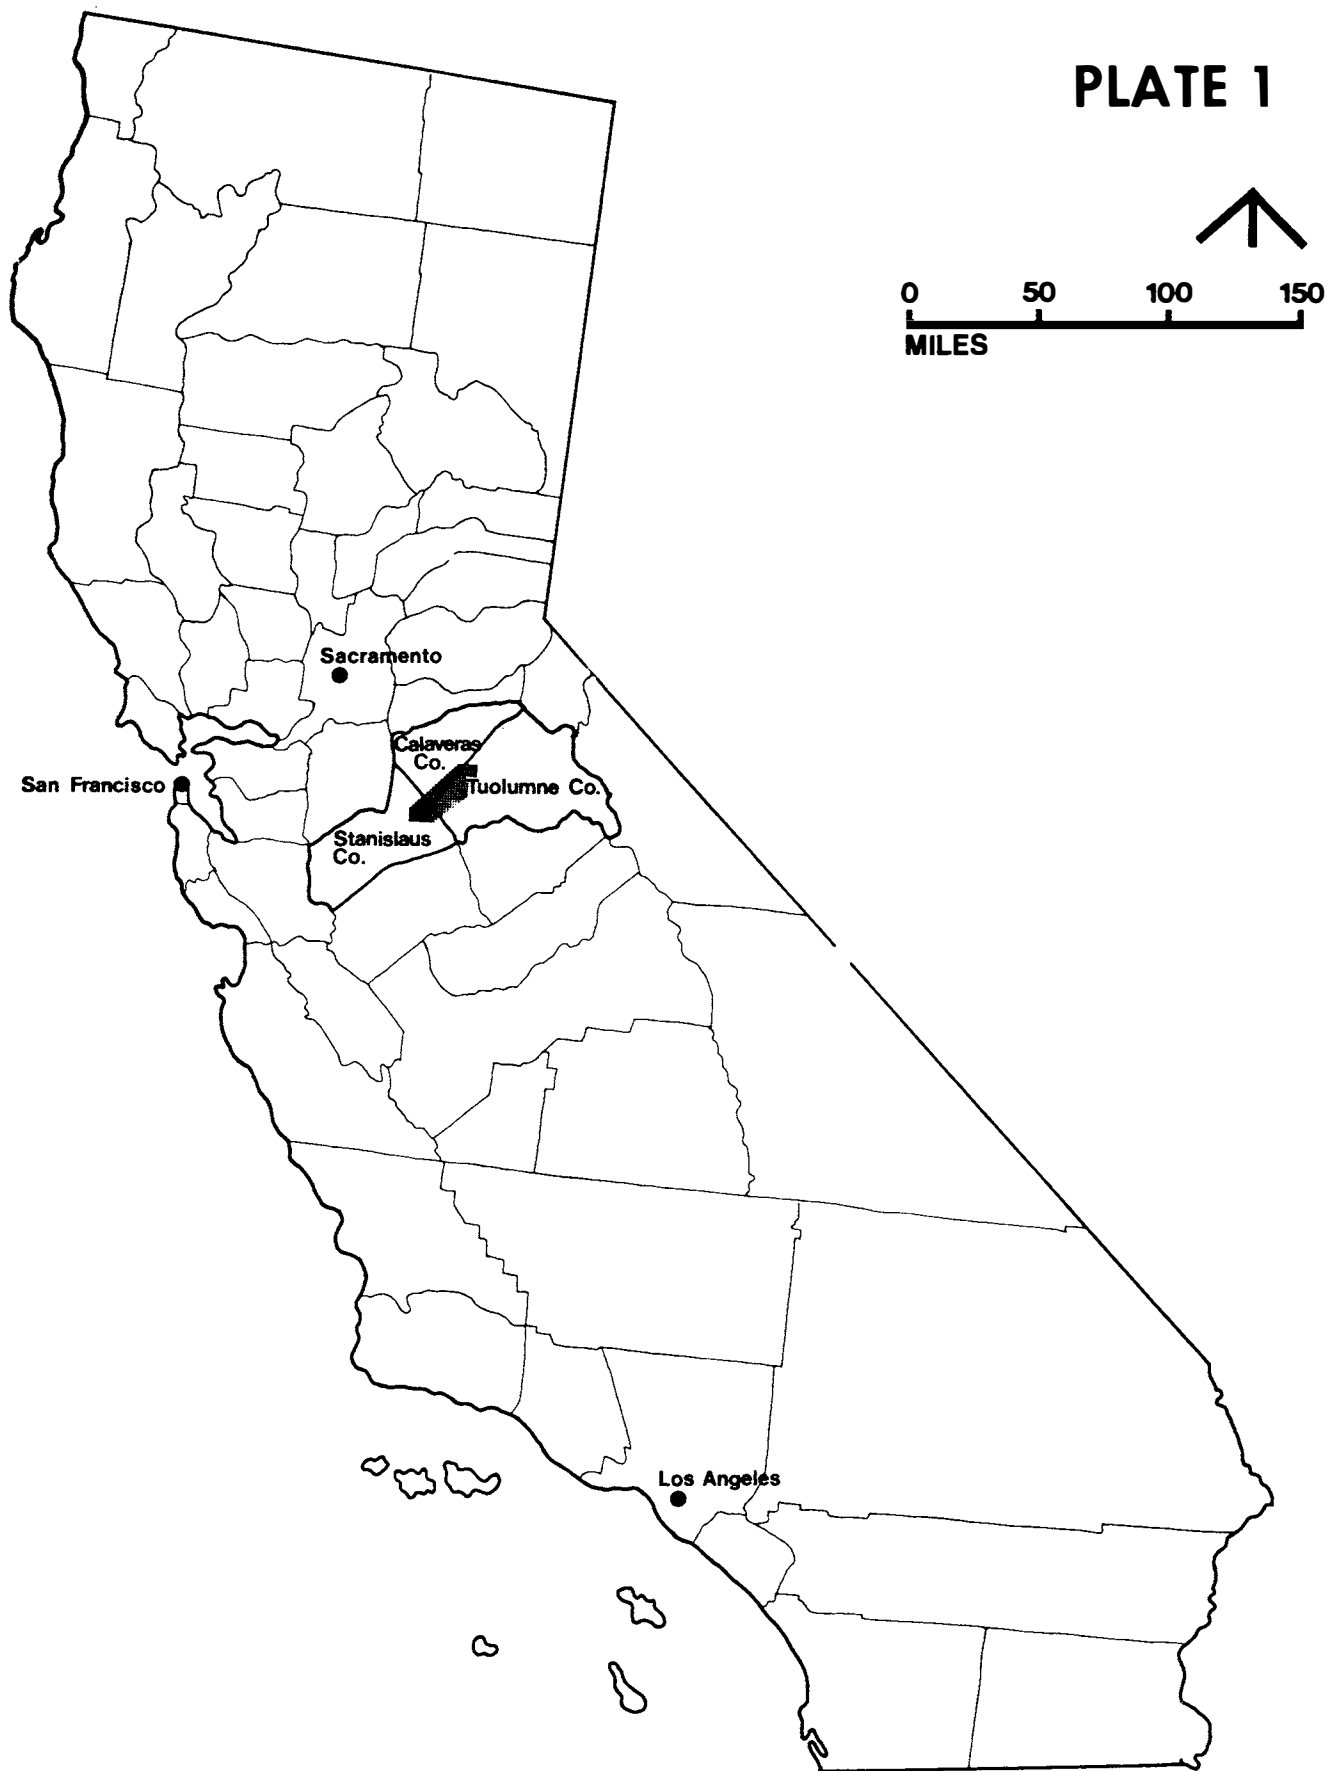 PLATE 1
0 50 100 150
MILES
Sacramento
Calaveras
Co.
San Francisco
Tuolumne Co.
Stanislaus
Co.
Los Angeles